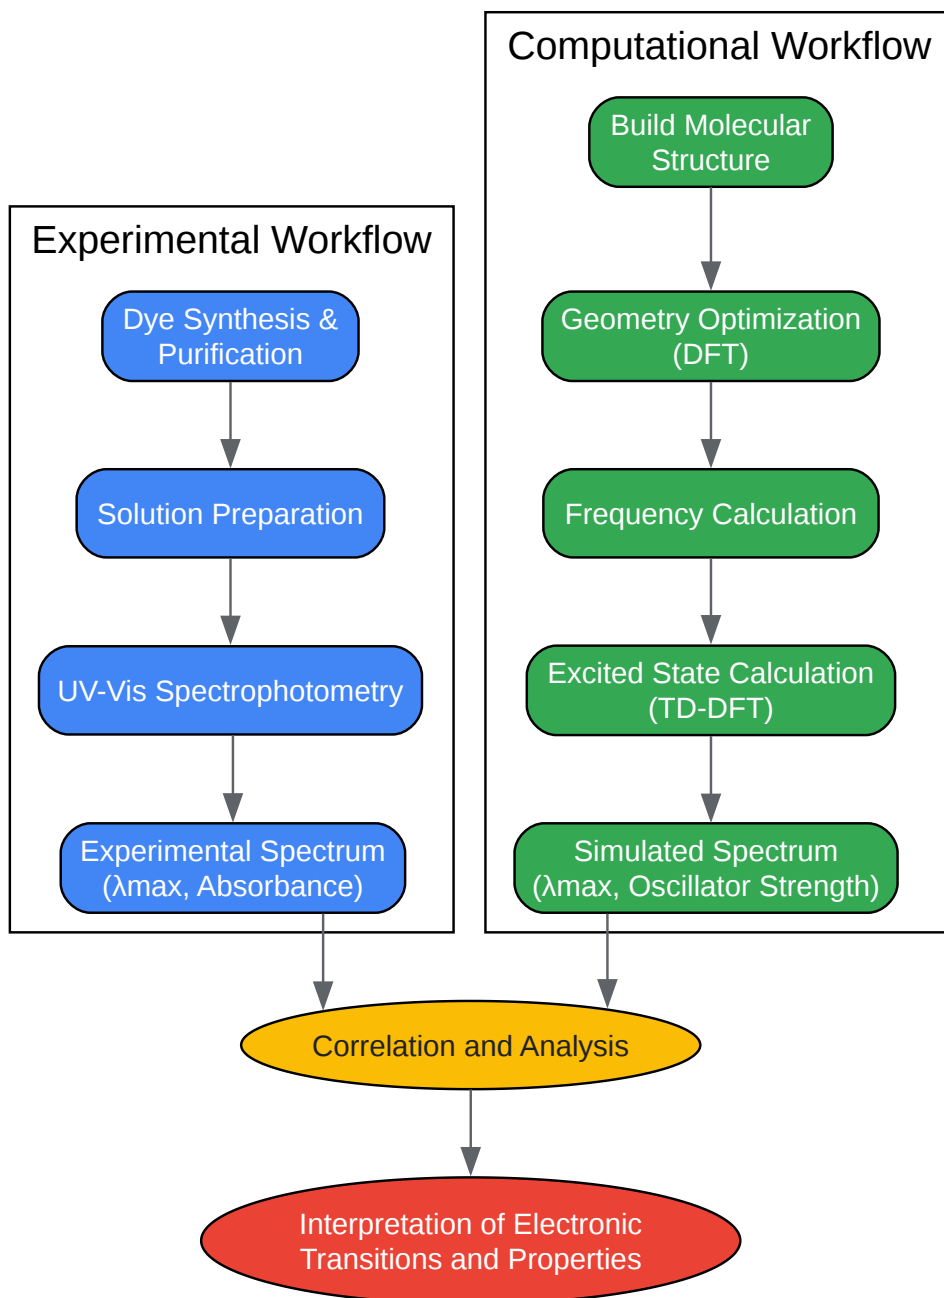 Computational Workflow
Build Molecular
Structure
Geometry Optimization
(DFT)
Frequency Calculation
Excited State Calculation
(TD-DFT)
Simulated Spectrum
(λmax, Oscillator Strength)
Experimental Workflow
Dye Synthesis &
Purification
Solution Preparation
UV-Vis Spectrophotometry
Experimental Spectrum
(λmax, Absorbance)
Correlation and Analysis
Interpretation of Electronic
Transitions and Properties